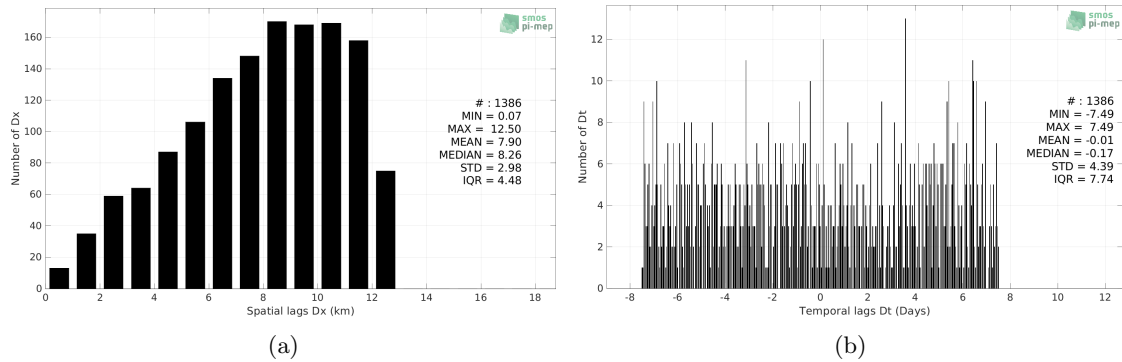 smos
pi-mep
160
140
120
100
80
60
40
20
0
Number of Dx
# : 1386
MIN = 0.07
MAX = 12.50
MEAN = 7.90
MEDIAN = 8.26
STD = 2.98
IQR = 4.48
0 2 4 6 8 10 12 14 16 18
Spatial lags Dx (km)
(a)
smos
pi-mep
12
10
8
6
4
2
0
Number of Dt
# : 1386
MIN = -7.49
MAX = 7.49
MEAN = -0.01
MEDIAN = -0.17
STD = 4.39
IQR = 7.74
-8 -6 -4 -2 0 2 4 6 8 10 12
Temporal lags Dt (Days)
(b)